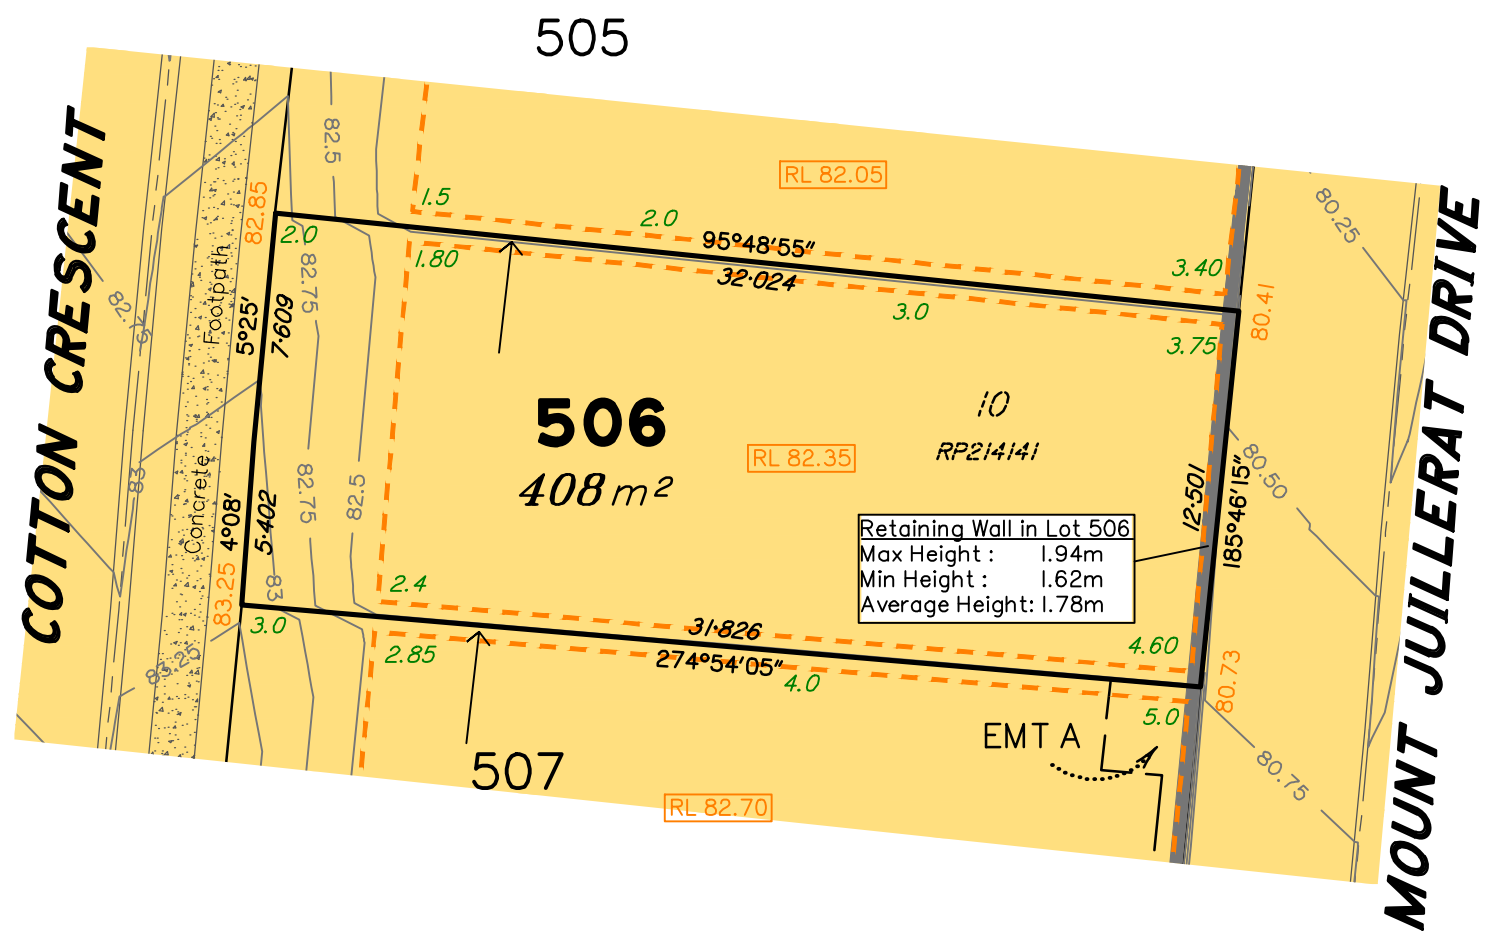 505
COTTON CRESCENT
MOUNT JUILLERAT DRIVE
82.85
82.5
1.5
2.0
RL 82.05
80.25
2.0
95°48'55"
32·024
1.80
3.40
3.0
3.75
80.41
Footpath
82.75
82.75
5°25'
7·609
506
408 m²
10
RP214141
RL 82.35
12·501
185°46'15"
80.50
83
Concrete
4°08'
5·402
82.75
82.5
Retaining Wall in Lot 506
Max Height : 1.94m
Min Height : 1.62m
Average Height: 1.78m
83.25
83
2.4
3.0
31·826
274°54'05"
4.60
80.73
83.25
2.85
4.0
5.0
EMT A
A
507
80.75
RL 82.70